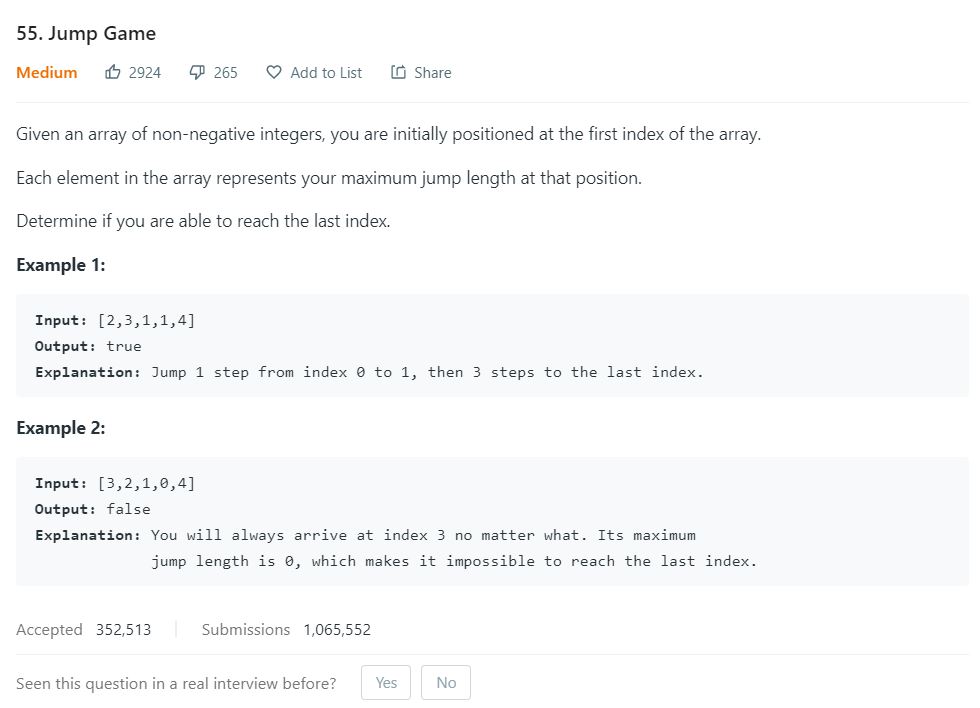 55. Jump Game
Medium 2924 265 Add to List Share
Given an array of non-negative integers, you are initially positioned at the first index of the array.
Each element in the array represents your maximum jump length at that position.
Determine if you are able to reach the last index.
Example 1:
Input: [2,3,1,1,4]
Output: true
Explanation: Jump 1 step from index 0 to 1, then 3 steps to the last index.
Example 2:
Input: [3,2,1,0,4]
Output: false
Explanation: You will always arrive at index 3 no matter what. Its maximum
jump length is 0, which makes it impossible to reach the last index.
Accepted 352,513 Submissions 1,065,552
Seen this question in a real interview before? Yes No